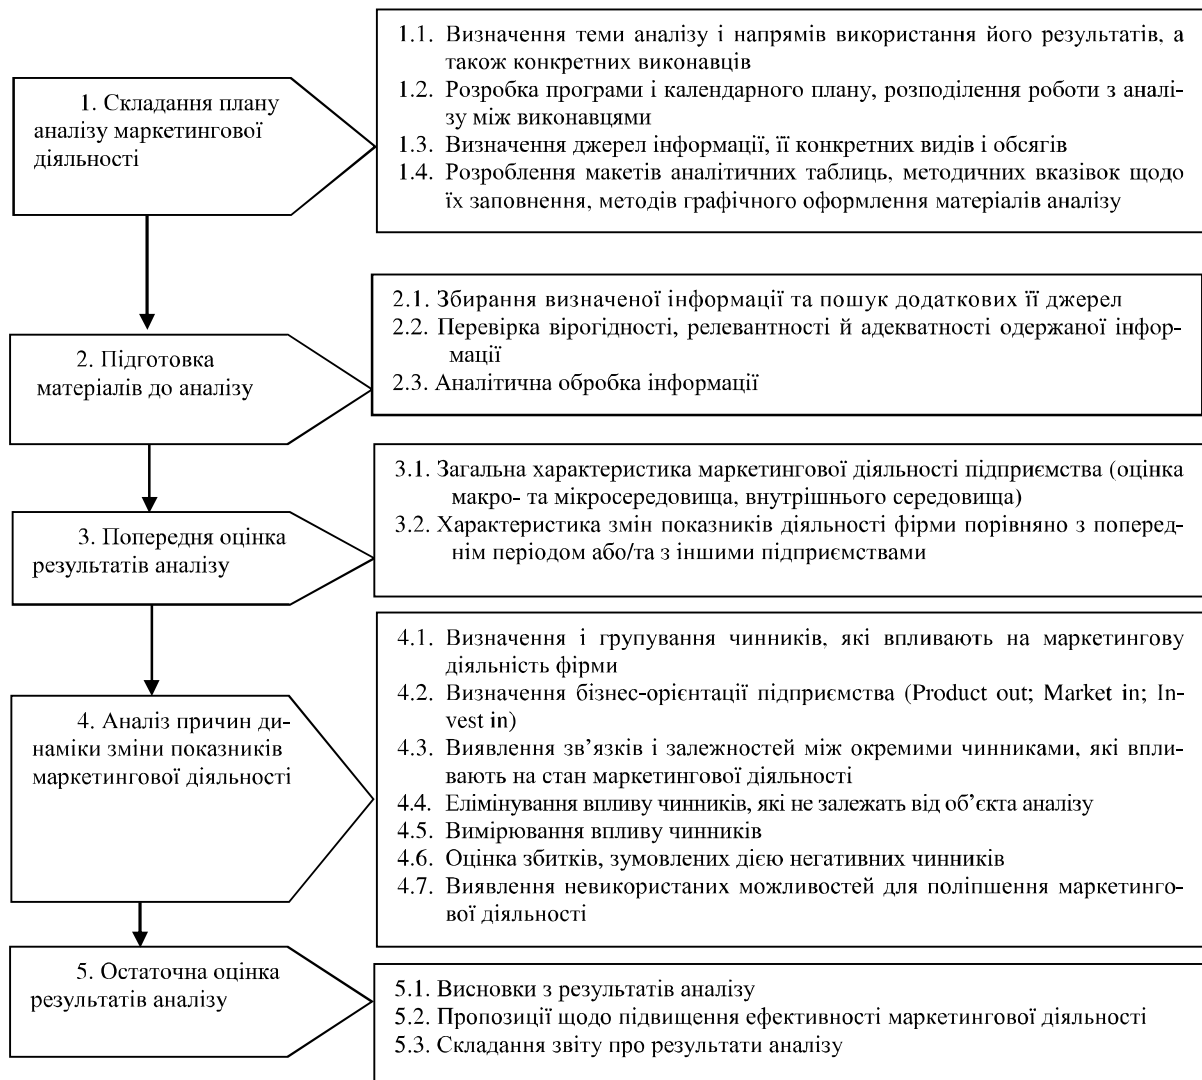 1. Складання плану
аналізу маркетингової
діяльності
1.1. Визначення теми аналізу і напрямів використання його результатів, а
також конкретних виконавців
1.2. Розробка програми і календарного плану, розподілення роботи з аналі-
зу між виконавцями
1.3. Визначення джерел інформації, її конкретних видів і обсягів
1.4. Розроблення макетів аналітичних таблиць, методичних вказівок щодо
їх заповнення, методів графічного оформлення матеріалів аналізу
2. Підготовка
матеріалів до аналізу
2.1. Збирання визначеної інформації та пошук додаткових її джерел
2.2. Перевірка вірогідності, релевантності й адекватності одержаної інфор-
мації
2.3. Аналітична обробка інформації
3. Попередня оцінка
результатів аналізу
3.1. Загальна характеристика маркетингової діяльності підприємства (оцінка
макро- та мікросередовища, внутрішнього середовища)
3.2. Характеристика змін показників діяльності фірми порівняно з поперед-
нім періодом або/та з іншими підприємствами
4. Аналіз причин ди-
наміки зміни показників
маркетингової діяльності
4.1. Визначення і групування чинників, які впливають на маркетингову
діяльність фірми
4.2. Визначення бізнес-орієнтації підприємства (Product out; Market in; In-
vest in)
4.3. Виявлення зв’язків і залежностей між окремими чинниками, які впли-
вають на стан маркетингової діяльності
4.4. Елімінування впливу чинників, які не залежать від об’єкта аналізу
4.5. Вимірювання впливу чинників
4.6. Оцінка збитків, зумовлених дією негативних чинників
4.7. Виявлення невикористаних можливостей для поліпшення маркетинго-
вої діяльності
5. Остаточна оцінка
результатів аналізу
5.1. Висновки з результатів аналізу
5.2. Пропозиції щодо підвищення ефективності маркетингової діяльності
5.3. Складання звіту про результати аналізу